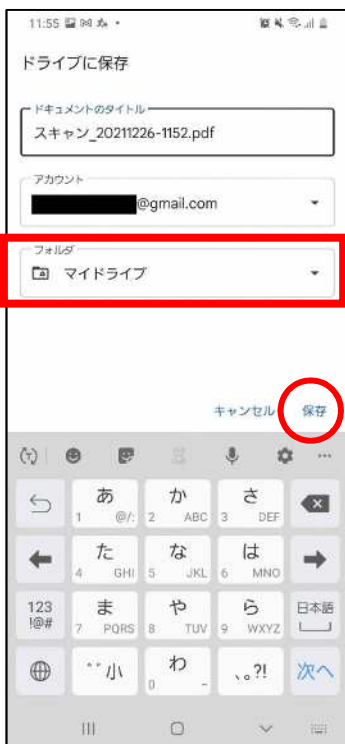 11:55
ドライブに保存
ドキュメントのタイトル
スキャン_20211226-1152.pdf
アカウント
@gmail.com
フォルダ
マイドライブ
キャンセル 保存
あ か さ
1 @/: 2 ABC 3 DEF
た な は
4 GHI 5 JKL 6 MNO
123 ま や ら 日本語
!@# 7 PQRS 8 TUV 9 WXYZ
゛゜小 わ 、。?! 次へ
0 -